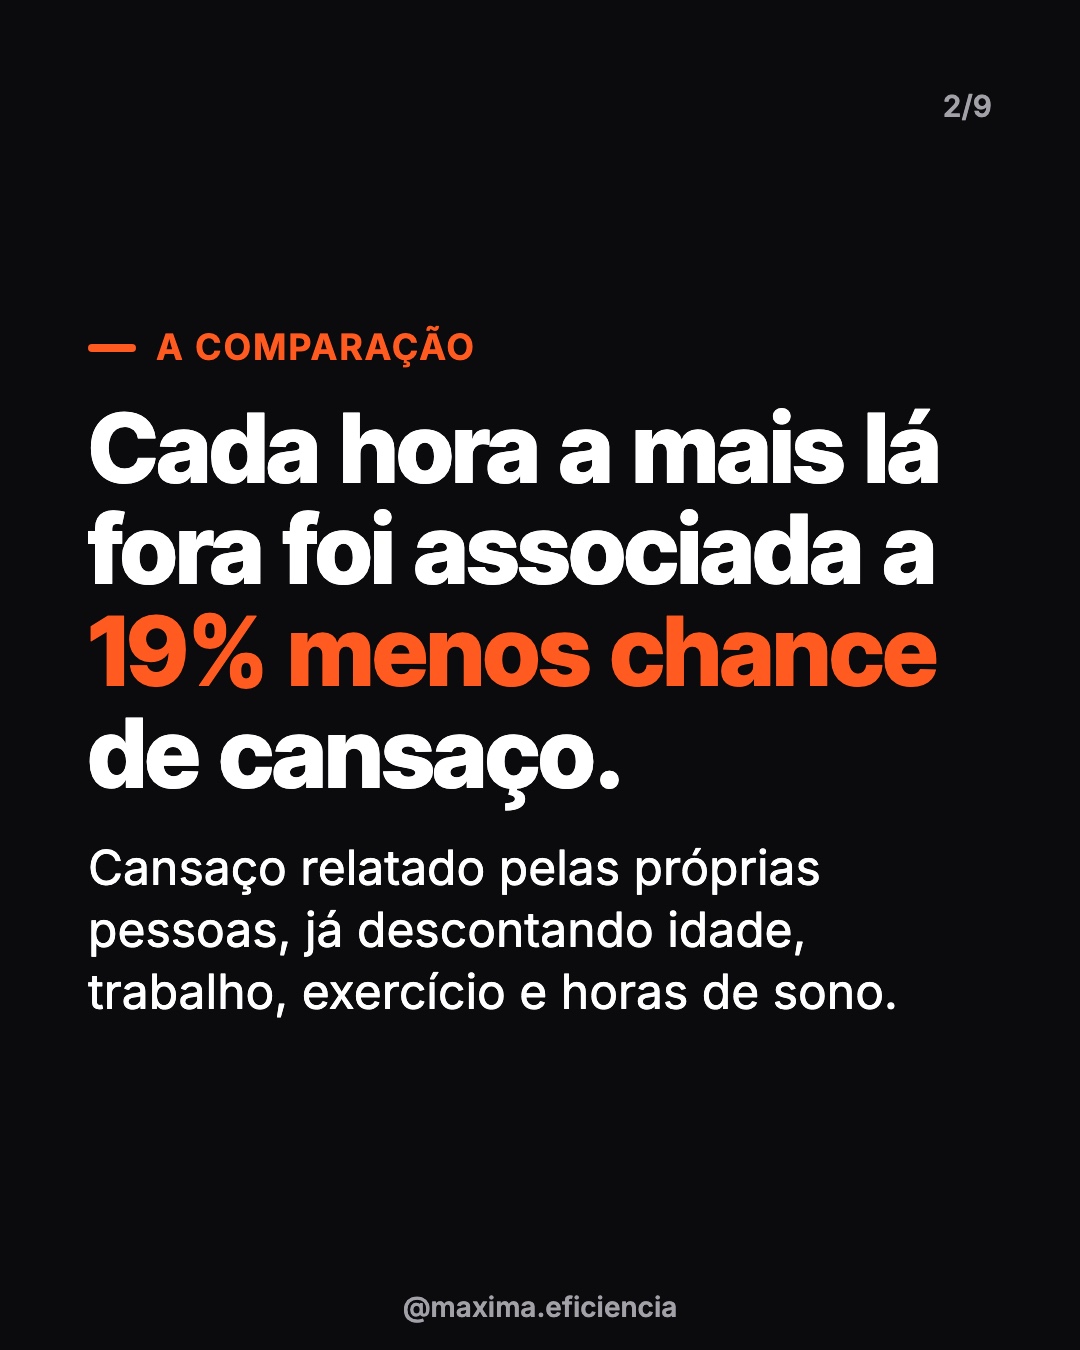 2/9
A COMPARAÇÃO
Cada hora a mais lá
fora foi associada a
19% menos chance
de cansaço.
Cansaço relatado pelas próprias
pessoas, já descontando idade,
trabalho, exercício e horas de sono.
@maxima.eficiencia